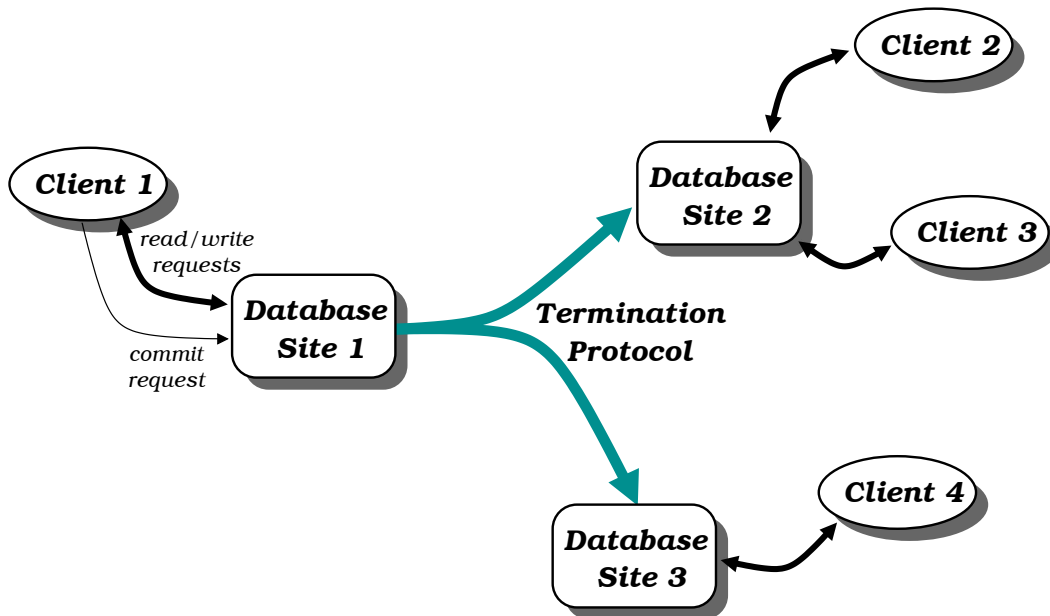 Client 2
Client 1
Database
Site 2
Client 3
read/write
requests
Database
Site 1
Termination
Protocol
commit
request
Client 4
Database
Site 3